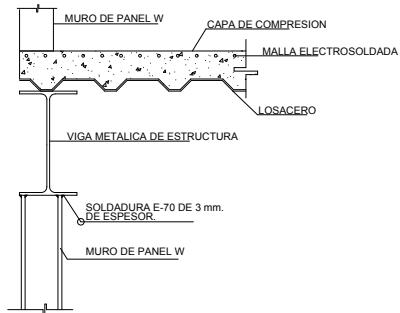 MURO DE PANEL W
CAPA DE COMPRESION
MALLA ELECTROSOLDADA
LOSACERO
VIGA METALICA DE ESTRUCTURA
SOLDADURA E-70 DE 3 mm.
DE ESPESOR.
MURO DE PANEL W